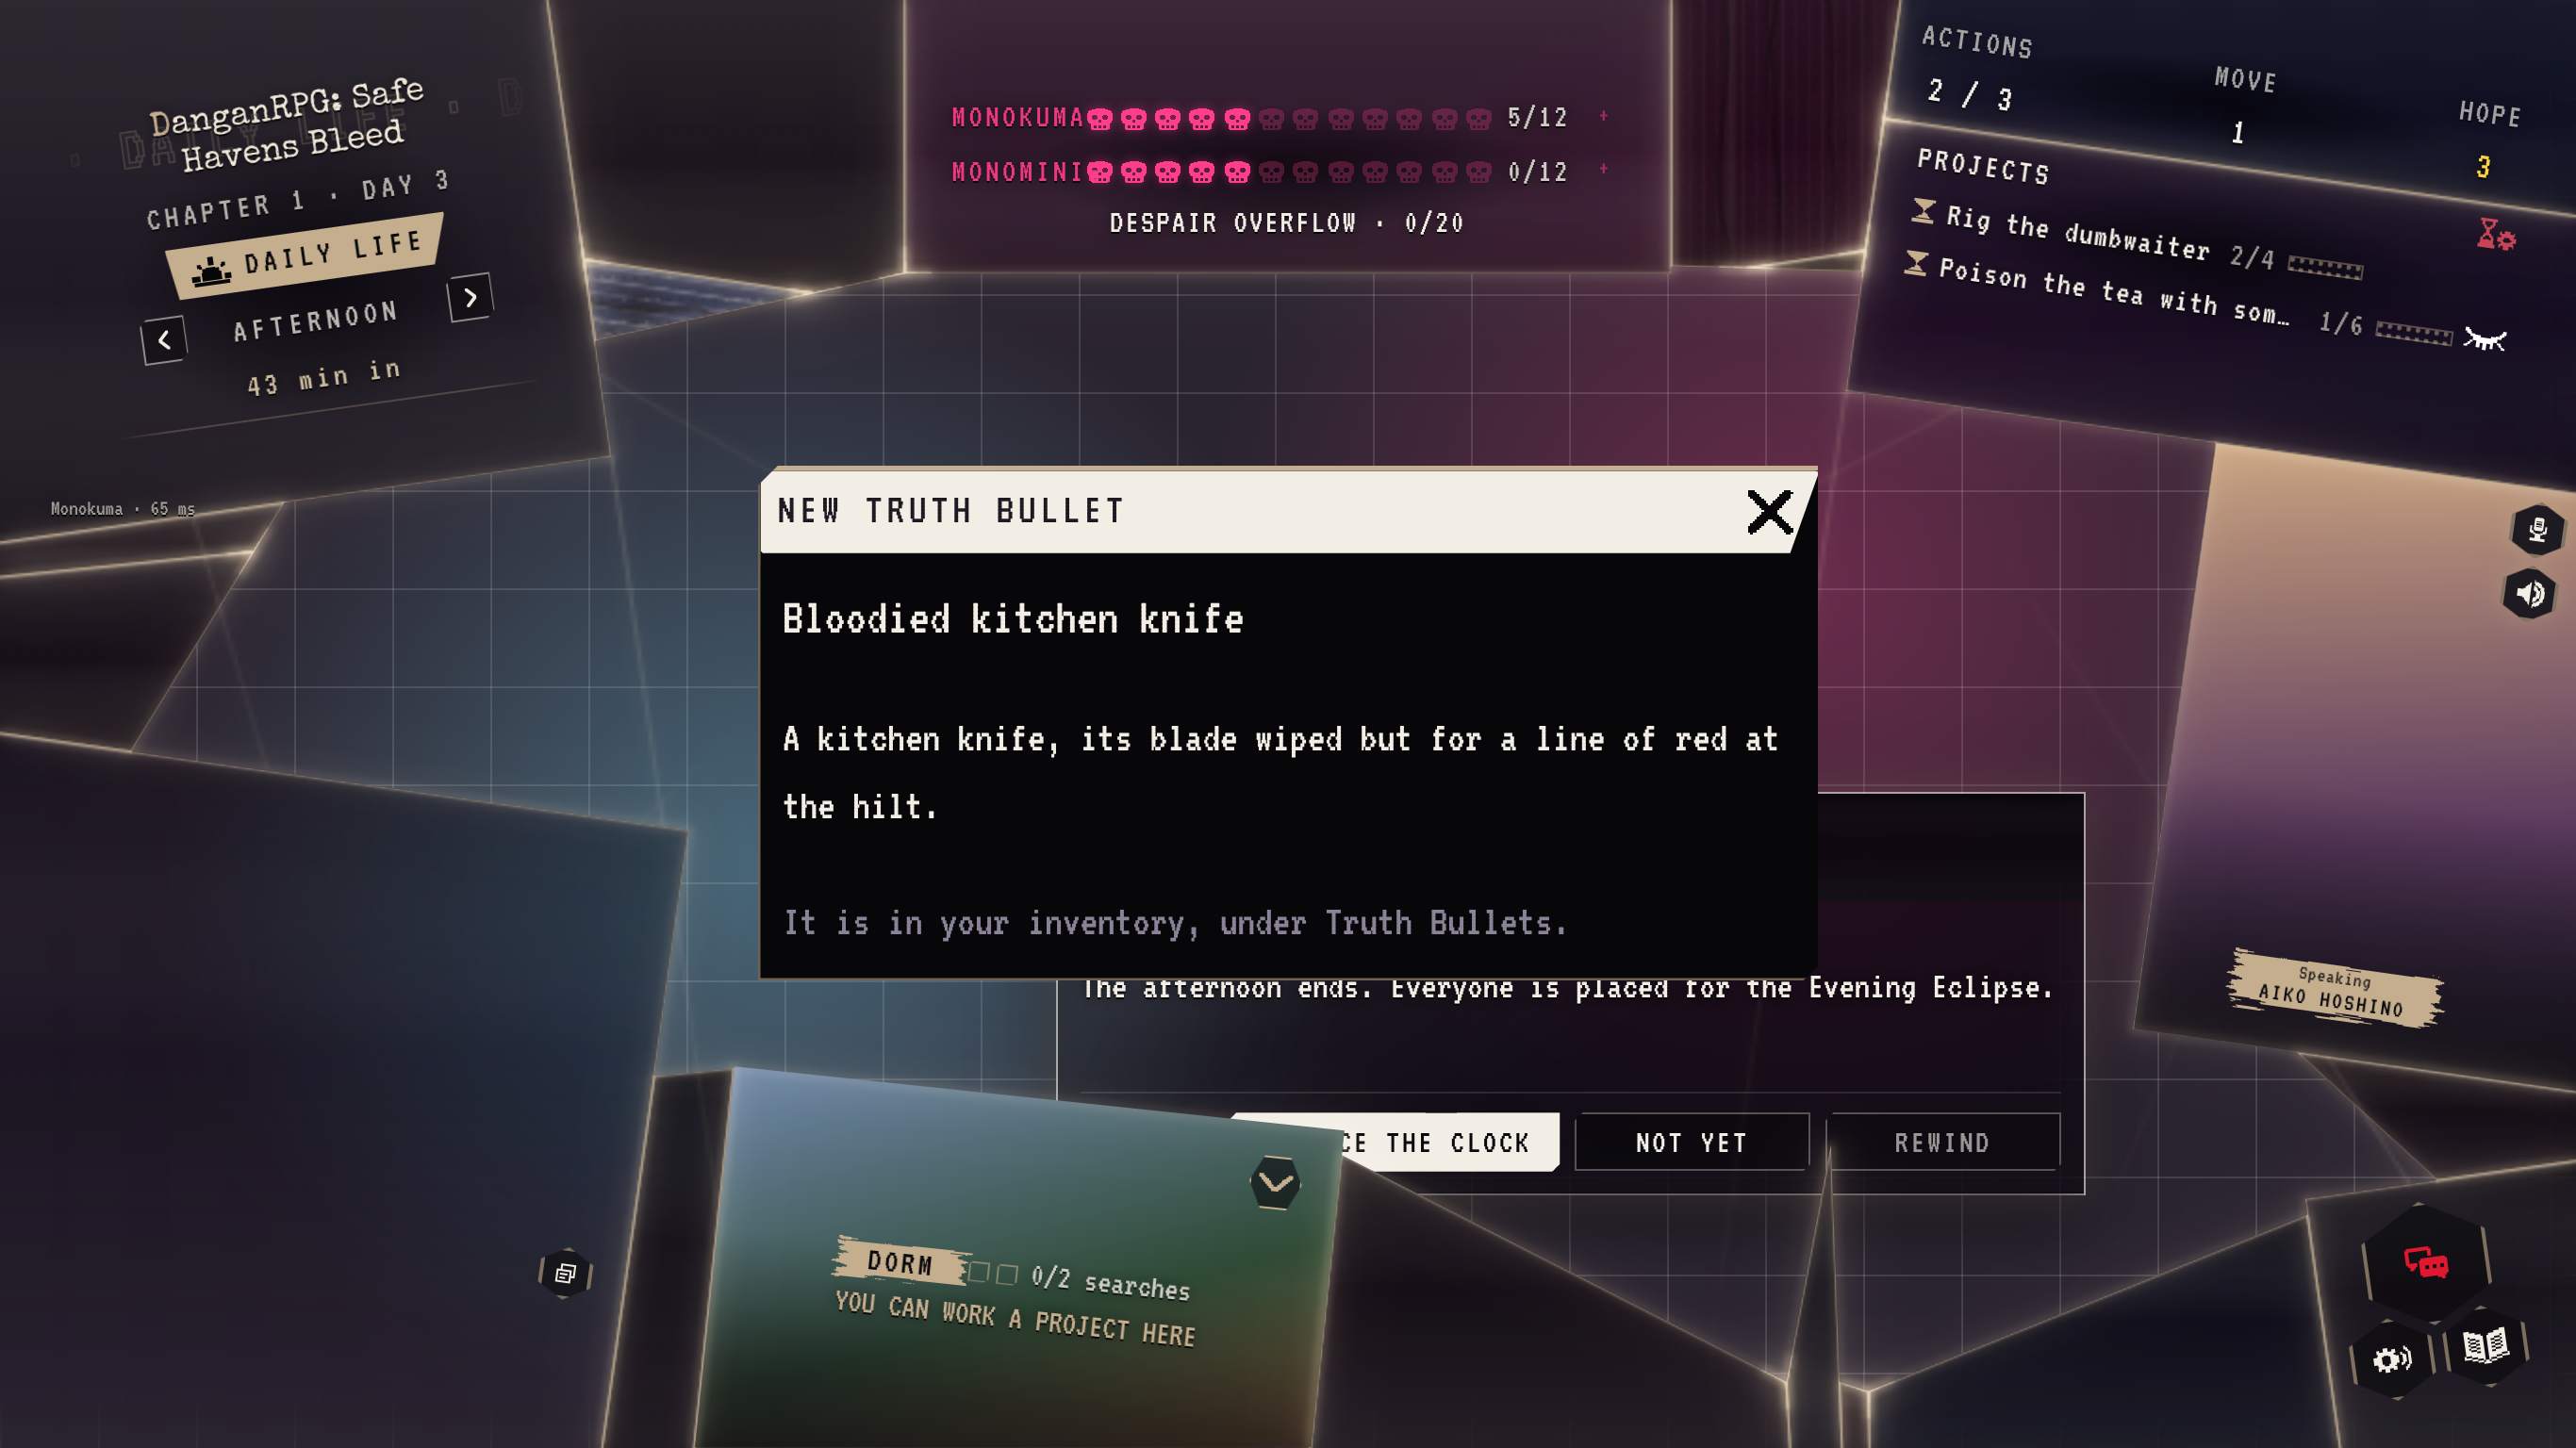 DanganRPG: Safe
Havens Bleed
CHAPTER 1 · DAY 3
DAILY LIFE
AFTERNOON
43 min in
Monokuma · 65 ms
MONOKUMA 5/12 +
MONOMINI 0/12 +
DESPAIR OVERFLOW · 0/20
ACTIONS
2 / 3
MOVE
1
HOPE
3
PROJECTS
Rig the dumbwaiter 2/4
Poison the tea with som… 1/6
NEW TRUTH BULLET
Bloodied kitchen knife
A kitchen knife, its blade wiped but for a line of red at
the hilt.
It is in your inventory, under Truth Bullets.
The afternoon ends. Everyone is placed for the Evening Eclipse.
CE THE CLOCK
NOT YET
REWIND
Speaking
AIKO HOSHINO
DORM 0/2 searches
YOU CAN WORK A PROJECT HERE